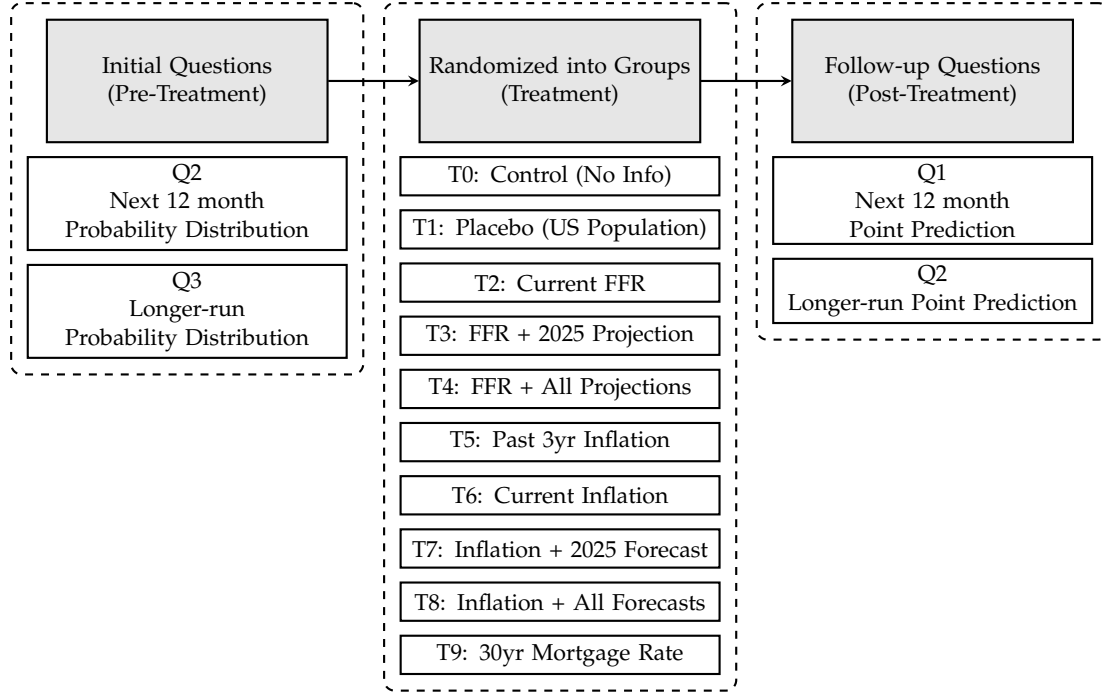 Initial Questions
(Pre-Treatment)
Q2
Next 12 month
Probability Distribution
Q3
Longer-run
Probability Distribution
Randomized into Groups
(Treatment)
T0: Control (No Info)
T1: Placebo (US Population)
T2: Current FFR
T3: FFR + 2025 Projection
T4: FFR + All Projections
T5: Past 3yr Inflation
T6: Current Inflation
T7: Inflation + 2025 Forecast
T8: Inflation + All Forecasts
T9: 30yr Mortgage Rate
Follow-up Questions
(Post-Treatment)
Q1
Next 12 month
Point Prediction
Q2
Longer-run Point Prediction